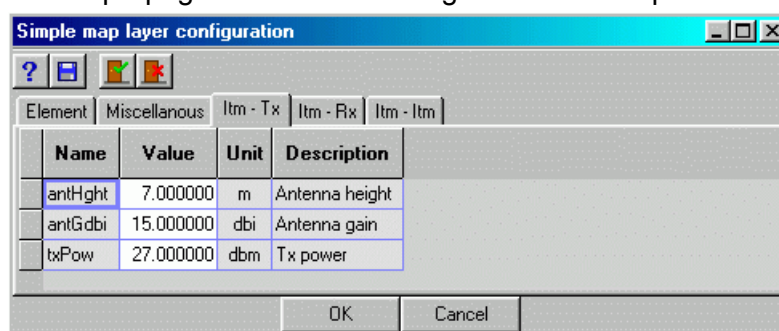 Simple map layer configuration
?
Element Miscellanous Itm - Tx Itm - Rx Itm - Itm
Name Value Unit Description
antHght 7.000000 m Antenna height
antGdbi 15.000000 dbi Antenna gain
txPow 27.000000 dbm Tx power
OK Cancel